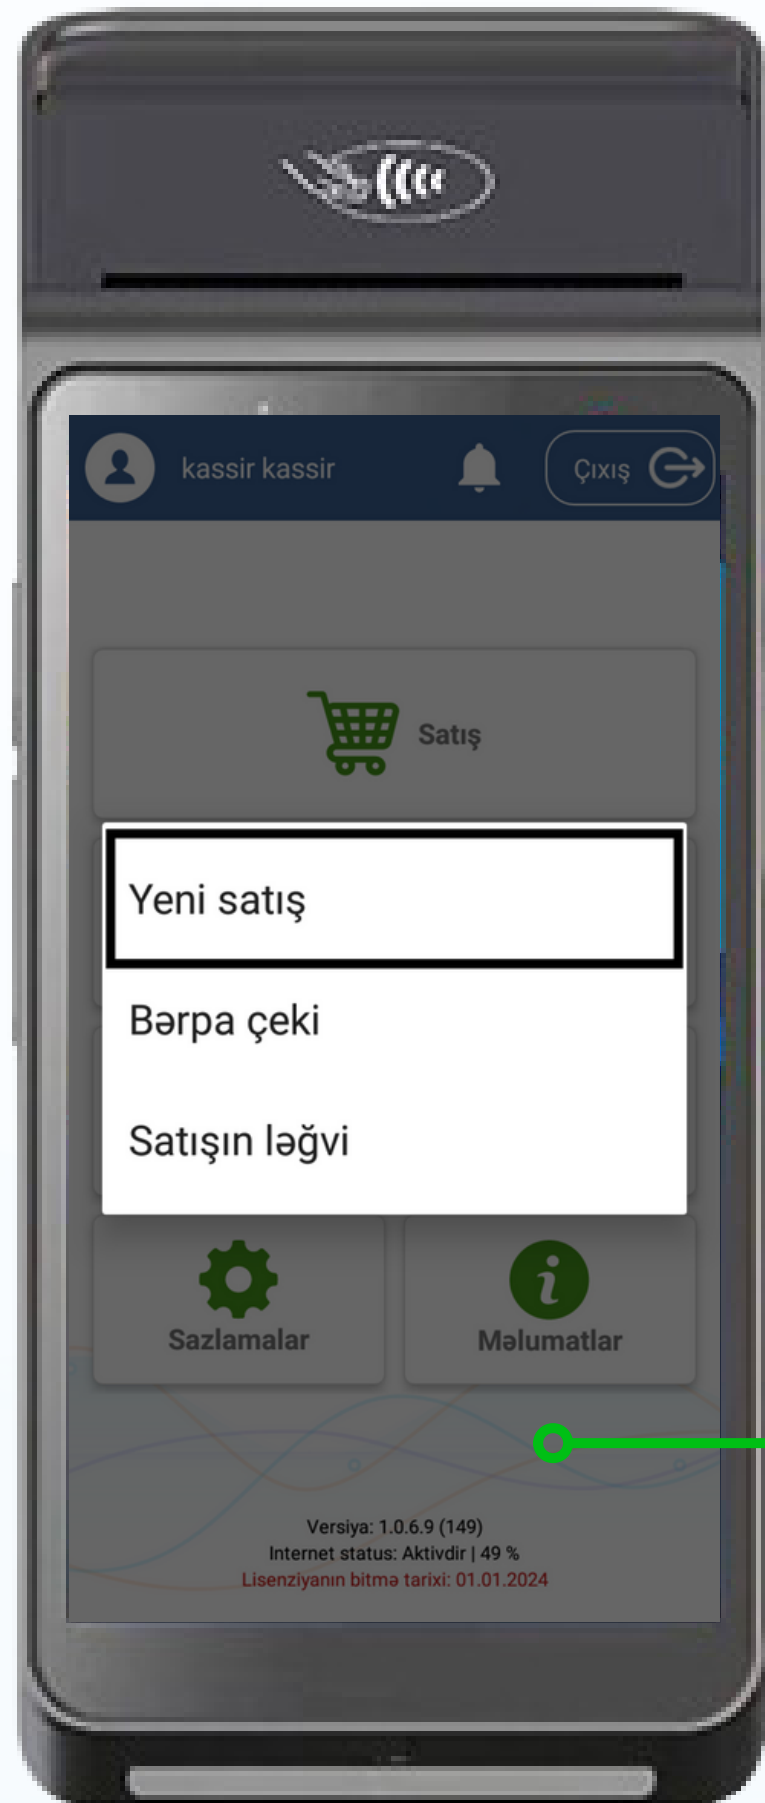 kassir kassir
Çıxış
Satış
Yeni satış
Bərpa çeki
Satışın ləğvi
Sazlamalar
Məlumatlar
Versiya: 1.0.6.9 (149)
Internet status: Aktivdir | 49 %
Lisenziyanın bitmə tarixi: 01.01.2024